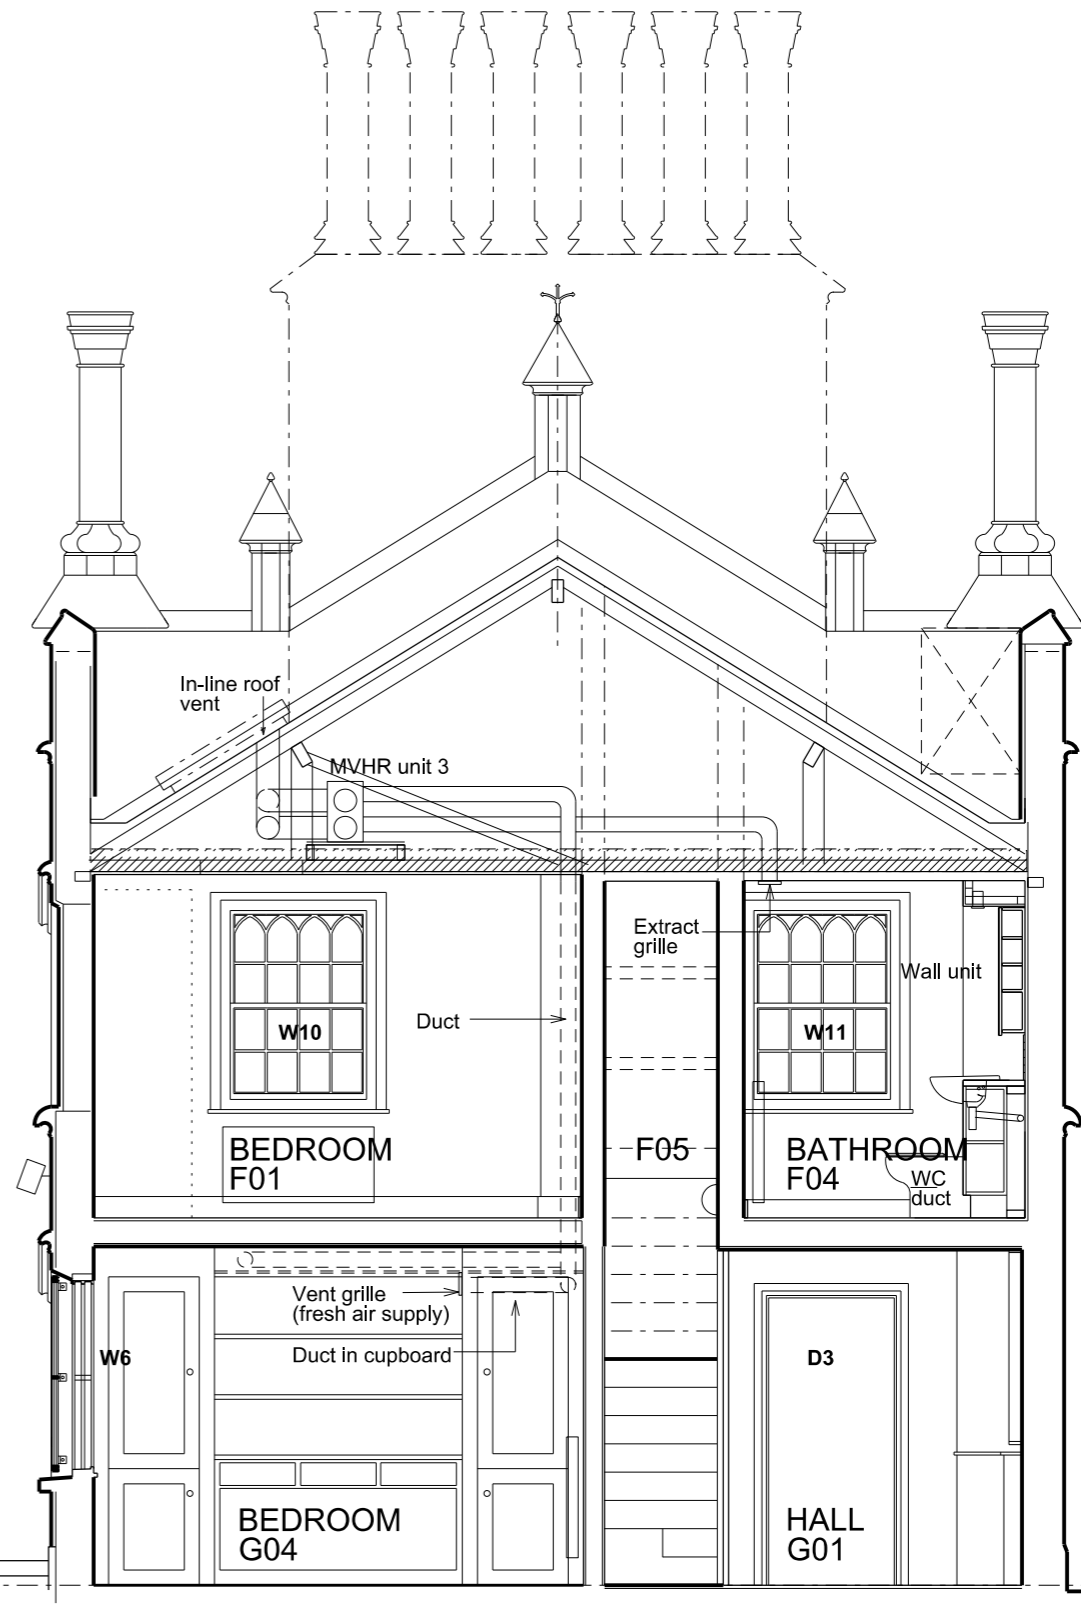 In-line roof
vent
MVHR unit 3
Extract
grille
Wall unit
Duct
W10
W11
BEDROOM
F01
F05
BATHROOM
F04
WC
duct
Vent grille
(fresh air supply)
Duct in cupboard
W6
D3
BEDROOM
G04
HALL
G01